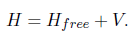 H = H_{free} + V.